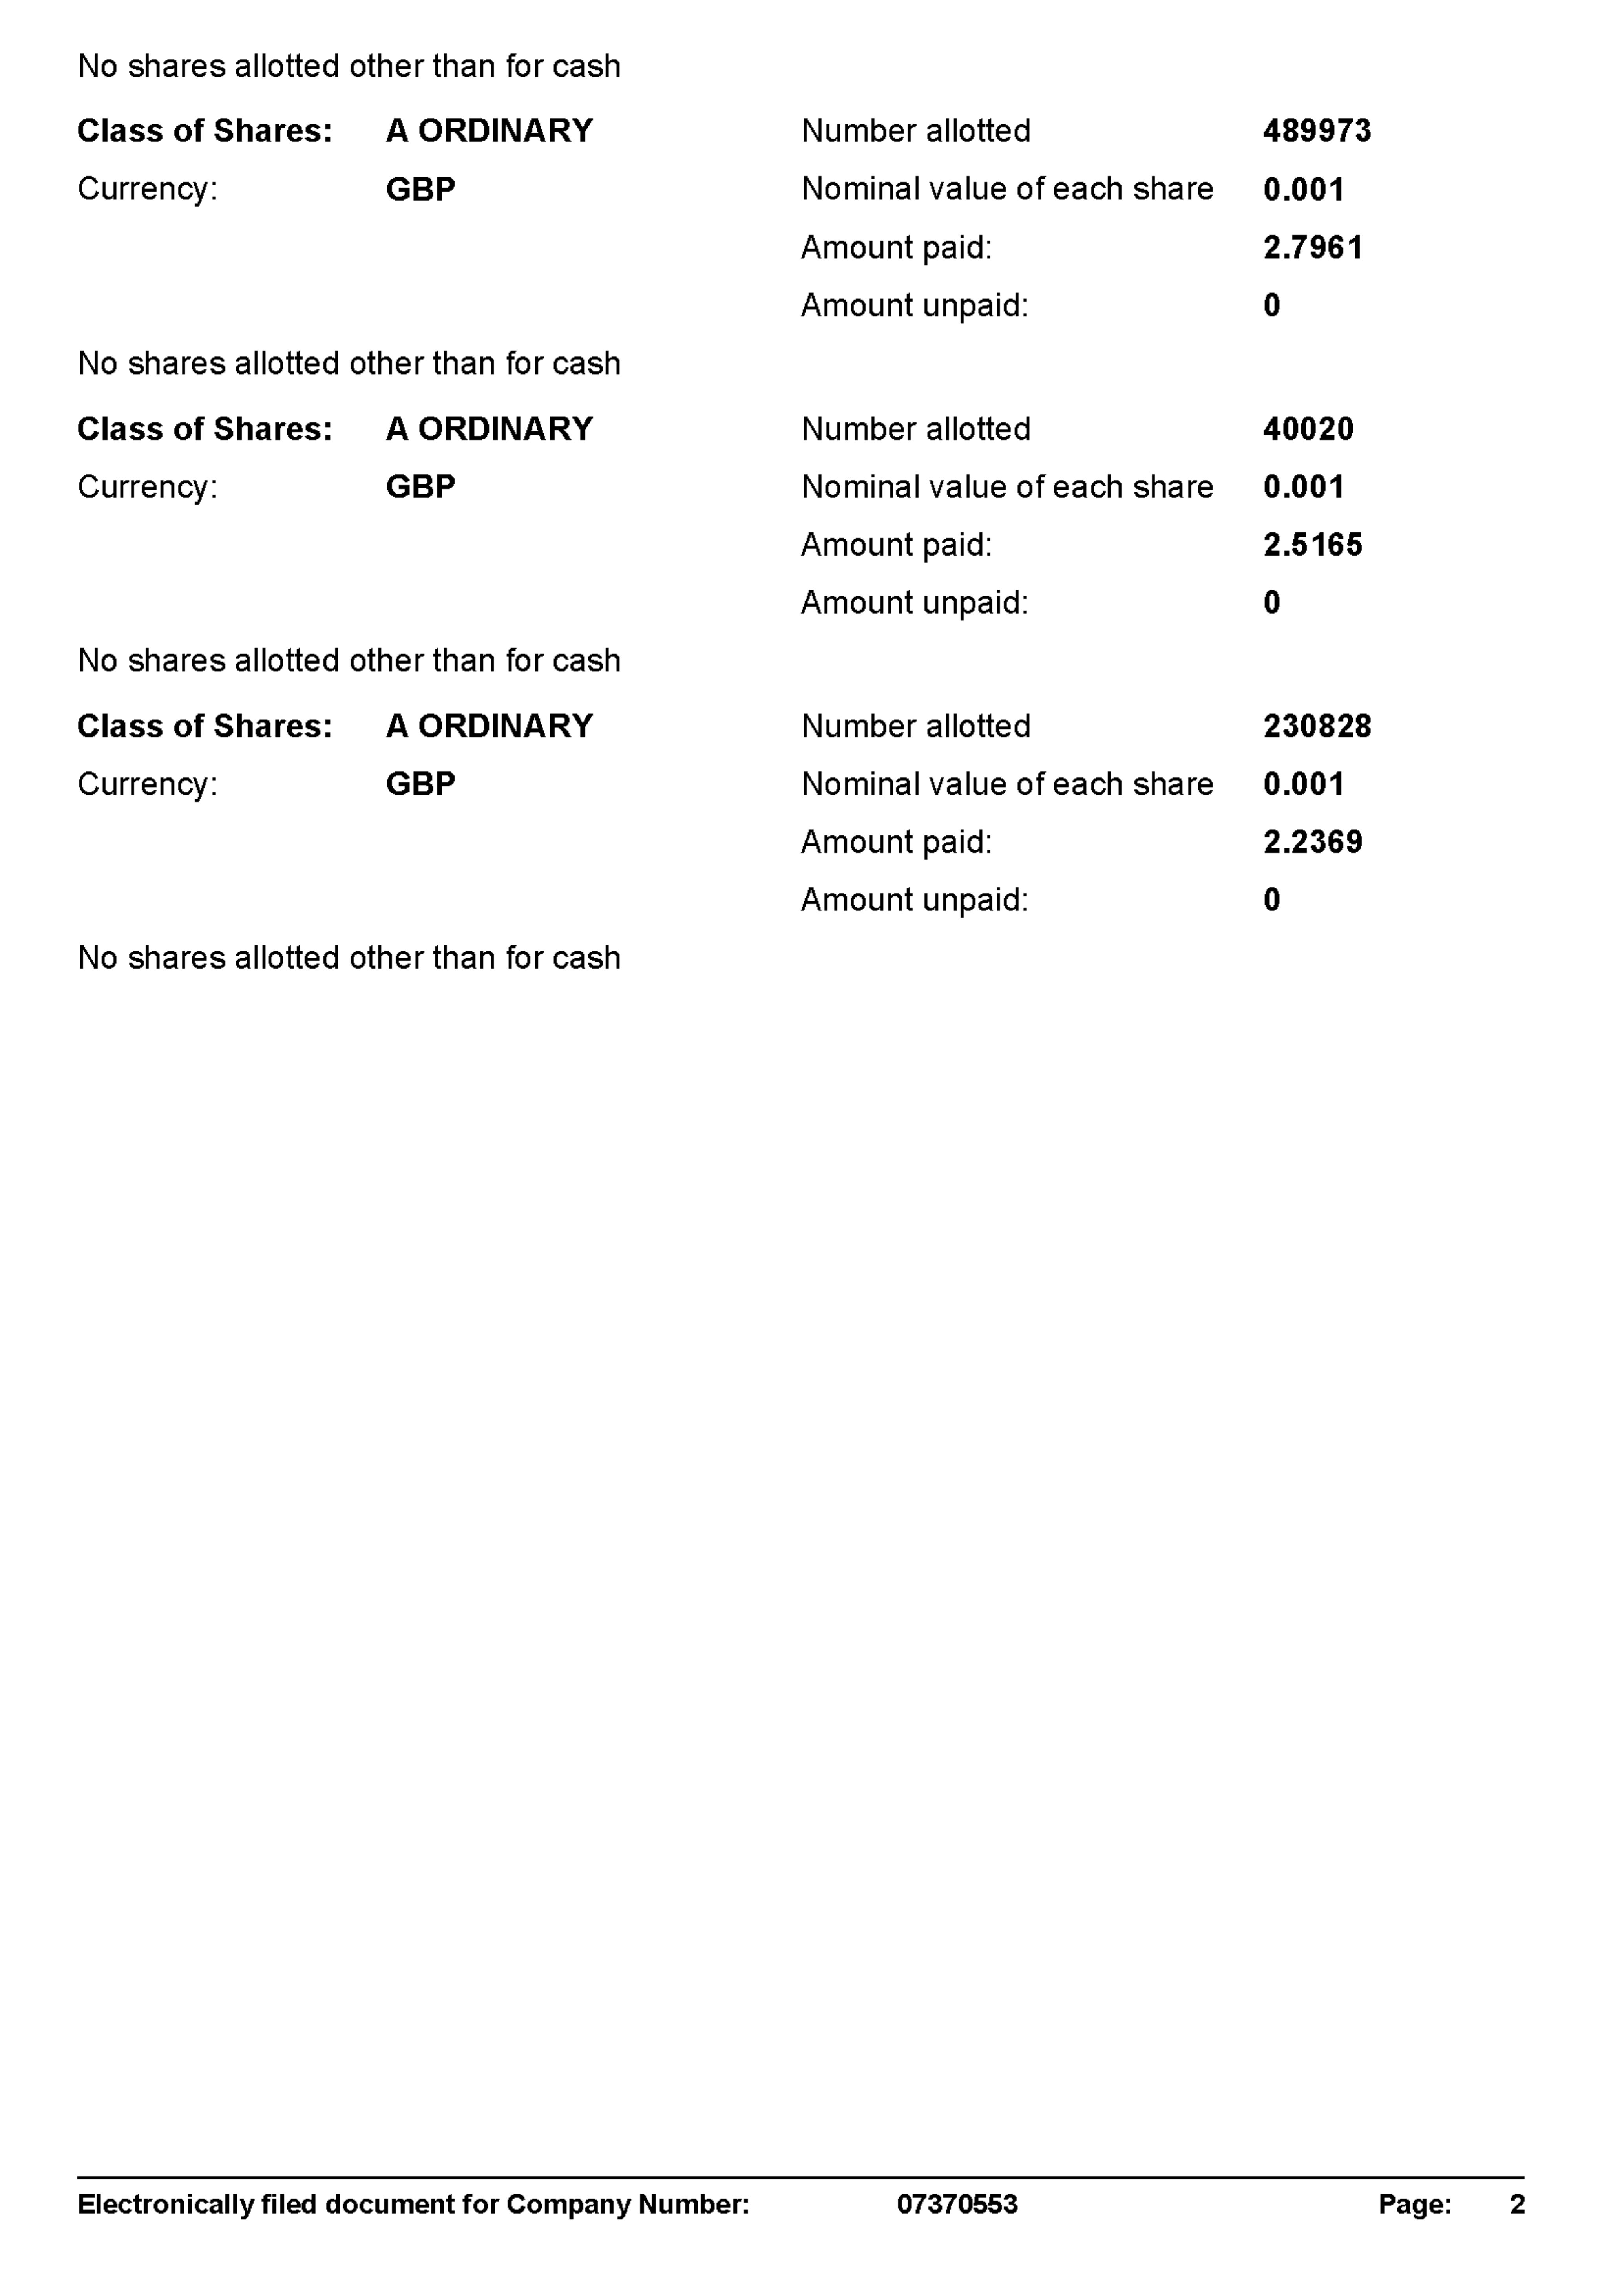 No shares allotted other than for cash
Class of Shares: A ORDINARY Number allotted 489973
Currency: GBP Nominal value of each share 0.001
Amount paid: 2.7961
Amount unpaid: 0
No shares allotted other than for cash
Class of Shares: A ORDINARY Number allotted 40020
Currency: GBP Nominal value of each share 0.001
Amount paid: 2.5165
Amount unpaid: 0
No shares allotted other than for cash
Class of Shares: A ORDINARY Number allotted 230828
Currency: GBP Nominal value of each share 0.001
Amount paid: 2.2369
Amount unpaid: 0
No shares allotted other than for cash
Electronically filed document for Company Number: 07370553 Page: 2